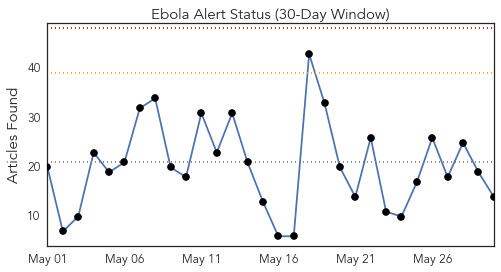 Ebola Alert Status (30-Day Window)
Articles Found
40
30
20
10
May 01 May 06 May 11 May 16 May 21 May 26